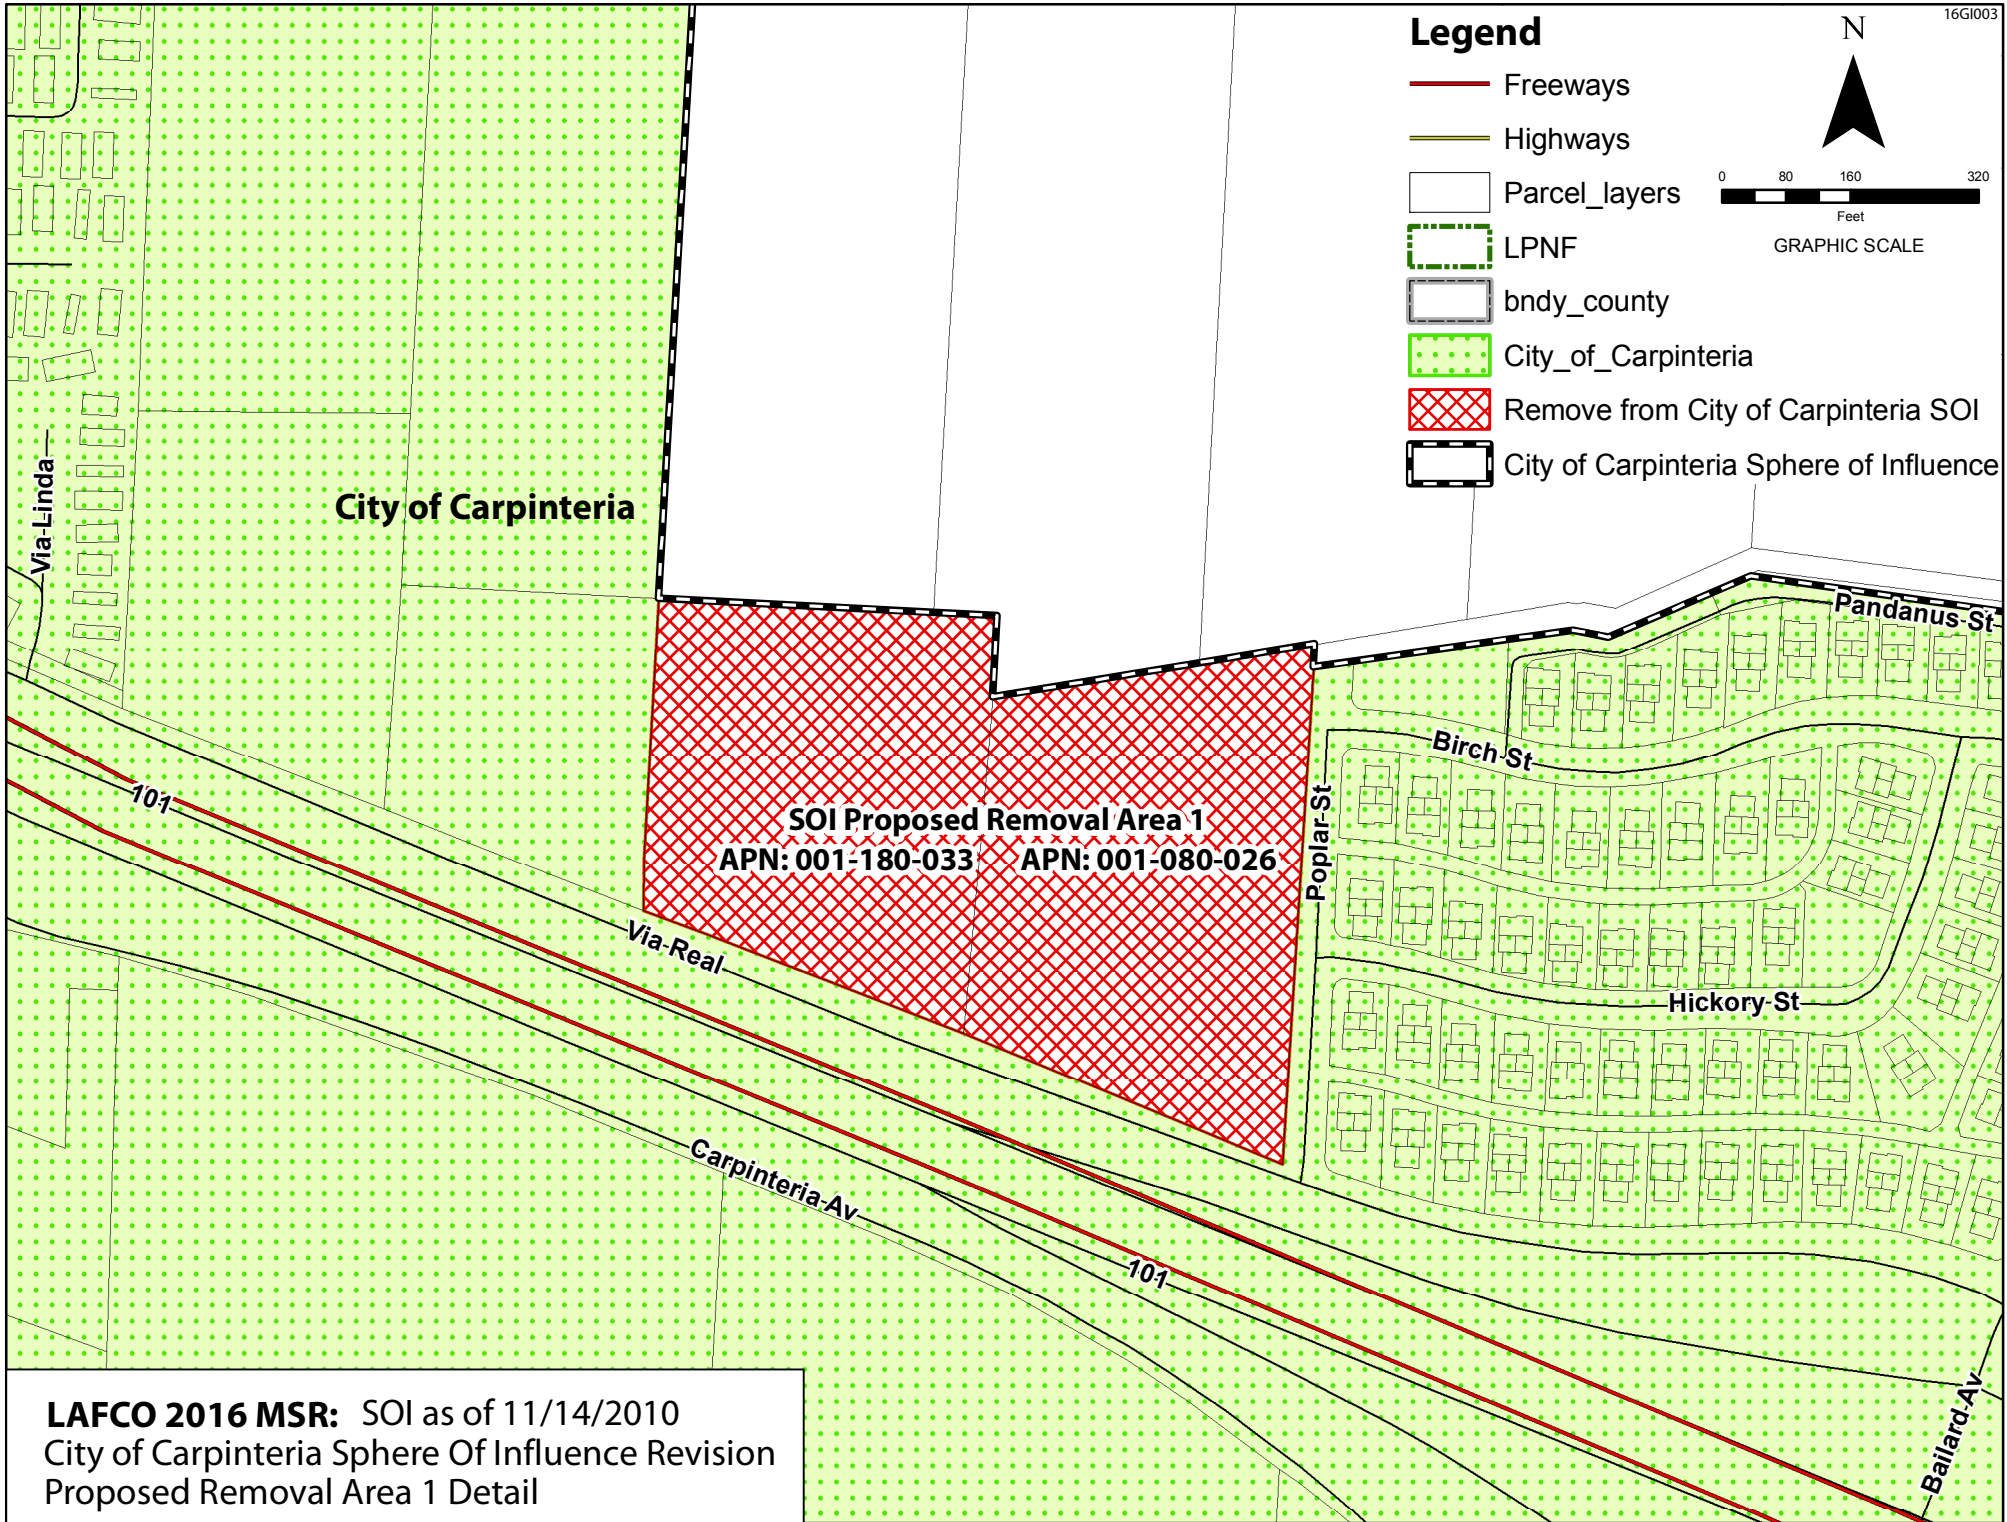 16GI003
Legend
N
Freeways
Highways
Parcel_layers
LPNF
bndy_county
City_of_Carpinteria
Remove from City of Carpinteria SOI
City of Carpinteria Sphere of Influence
0 80 160 320
Feet
GRAPHIC SCALE
City of Carpinteria
Via Linda
Pandanus St
Birch St
Poplar St
101
SOI Proposed Removal Area 1
APN: 001-180-033 APN: 001-080-026
Via Real
Hickory St
Carpinteria Av
101
Bailard Av
LAFCO 2016 MSR: SOI as of 11/14/2010
City of Carpinteria Sphere Of Influence Revision
Proposed Removal Area 1 Detail